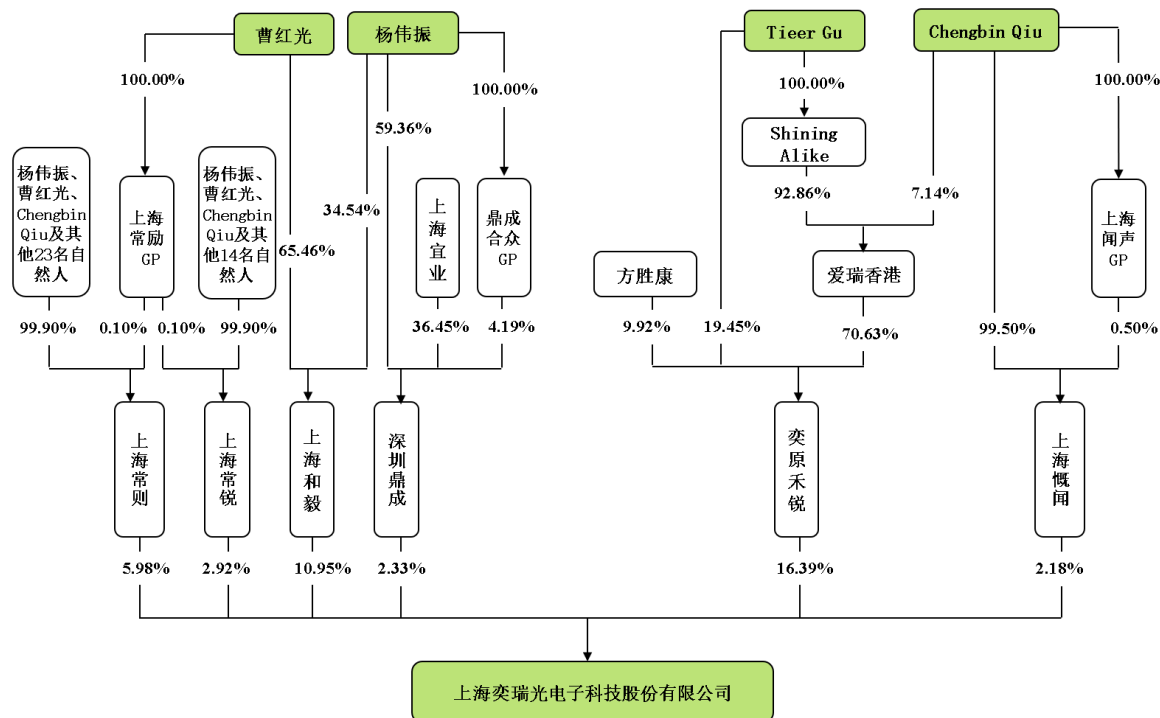 曹红光
杨伟振
Tieer Gu
Chengbin Qiu
100.00%
100.00%
100.00%
100.00%
59.36%
Shining
Alike
杨伟振、
曹红光、
Chengbin
Qiu及其
他23名自
然人
上海
常励
GP
杨伟振、
曹红光、
Chengbin
Qiu及其
他14名自
然人
34.54%
65.46%
上海宜业
鼎成
合众
GP
92.86%
7.14%
上海
闻声
GP
方胜康
爱瑞香港
99.90%
0.10%
0.10%
99.90%
36.45%
4.19%
9.92%
19.45%
70.63%
99.50%
0.50%
上海常则
上海常锐
上海和毅
深圳鼎成
奕原禾锐
上海慨闻
5.98%
2.92%
10.95%
2.33%
16.39%
2.18%
上海奕瑞光电子科技股份有限公司